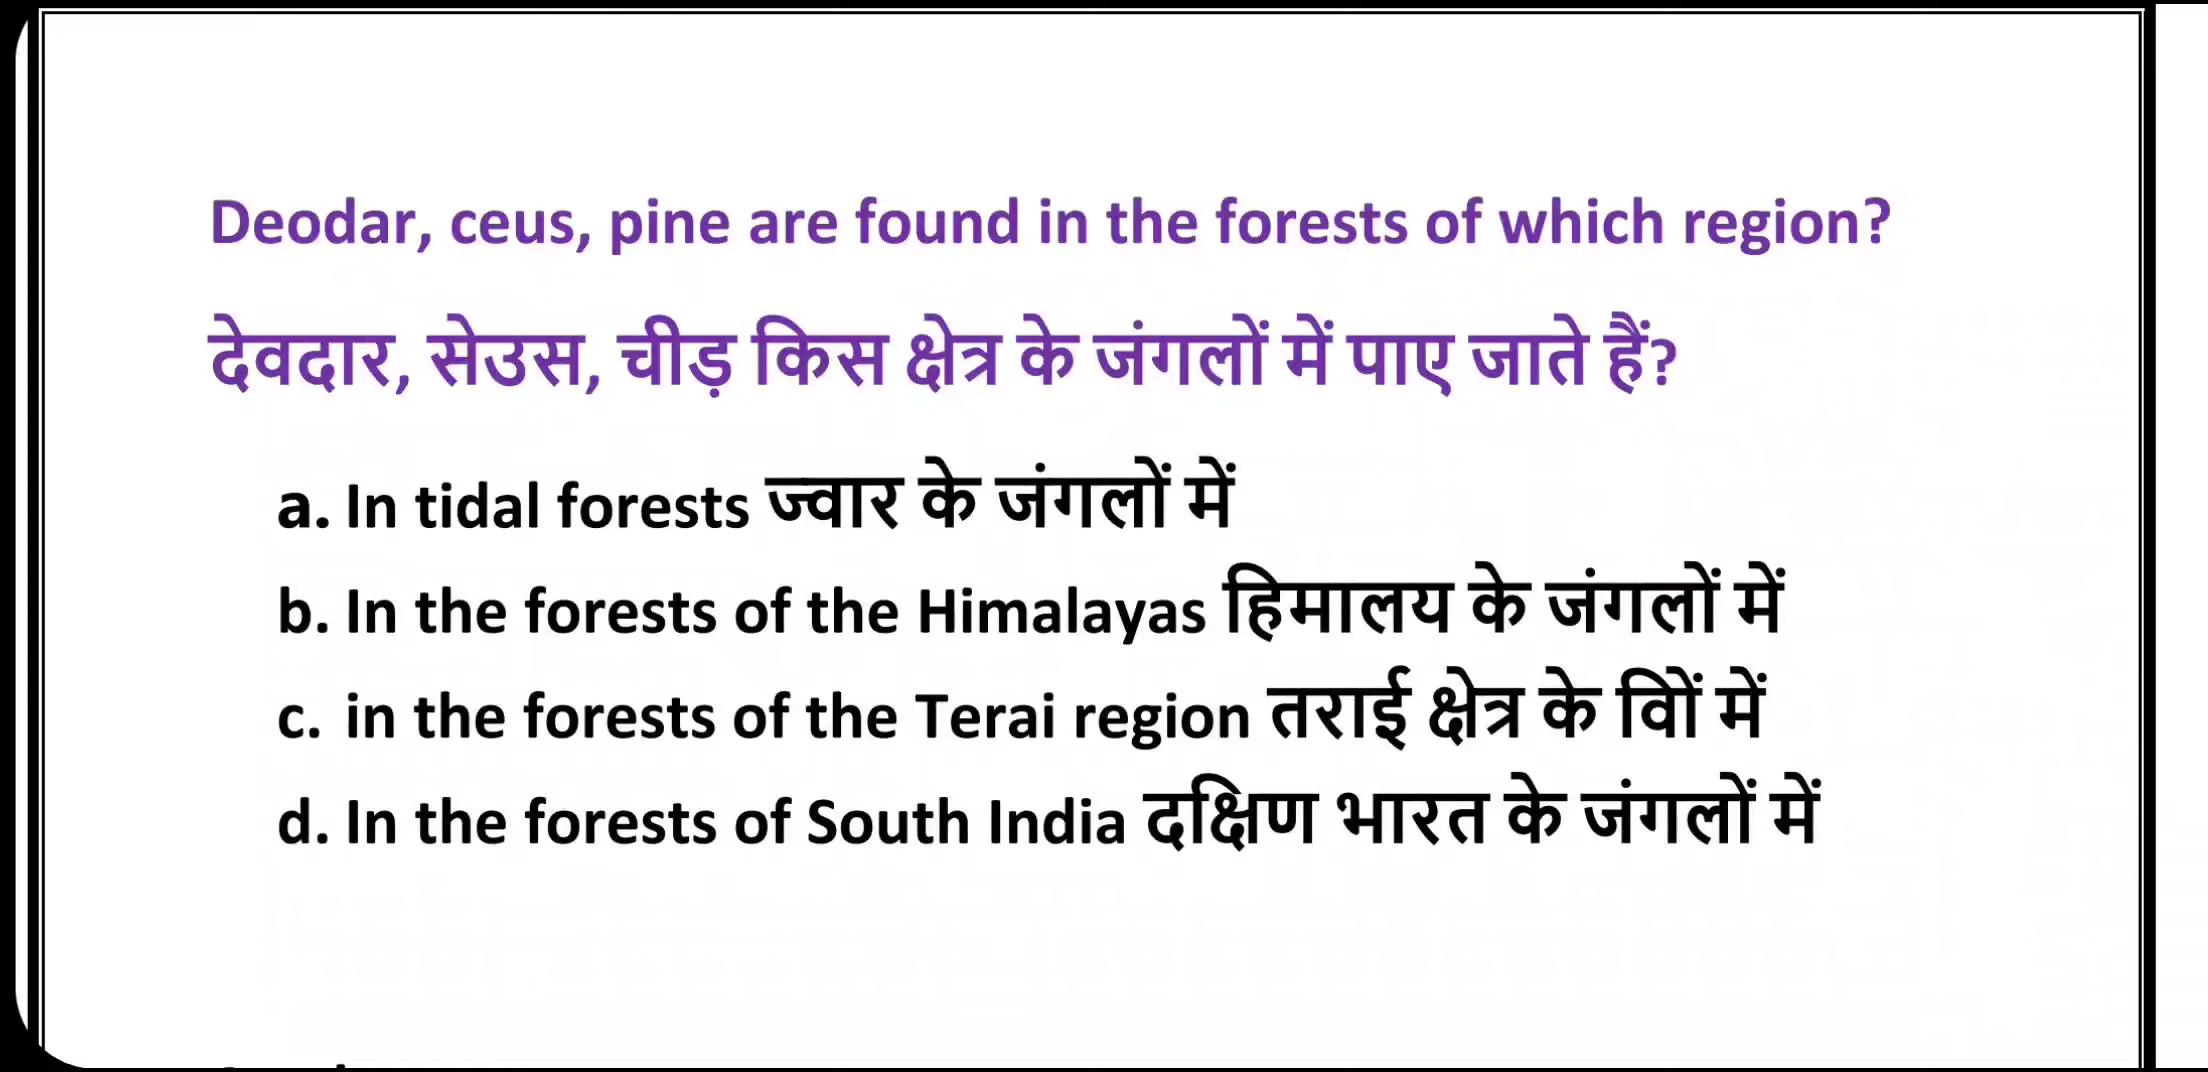 Deodar, ceus, pine are found in the forests of which region?
देवदार, सेउस, चीड़ किस क्षेत्र के जंगलों में पाए जाते हैं?
a. In tidal forests ज्वार के जंगलों में
b. In the forests of the Himalayas हिमालय के जंगलों में
c. in the forests of the Terai region तराई क्षेत्र के विों में
d. In the forests of South India दक्षिण भारत के जंगलों में